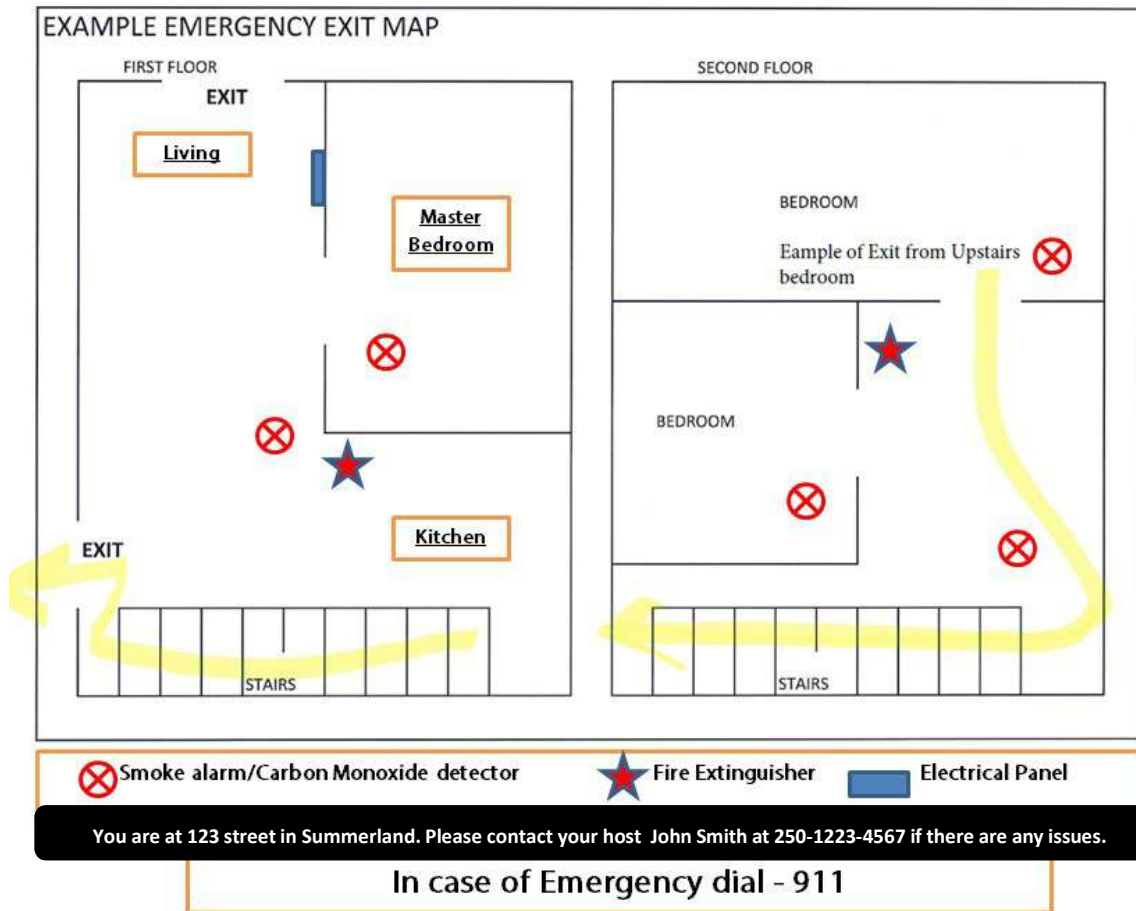 EXAMPLE EMERGENCY EXIT MAP
FIRST FLOOR
EXIT
Living
Master
Bedroom
Kitchen
EXIT
STAIRS
SECOND FLOOR
BEDROOM
Eample of Exit from Upstairs
bedroom
BEDROOM
STAIRS
Smoke alarm/Carbon Monoxide detector
Fire Extinguisher
Electrical Panel
You are at 123 street in Summerland. Please contact your host John Smith at 250-1223-4567 if there are any issues.
In case of Emergency dial - 911